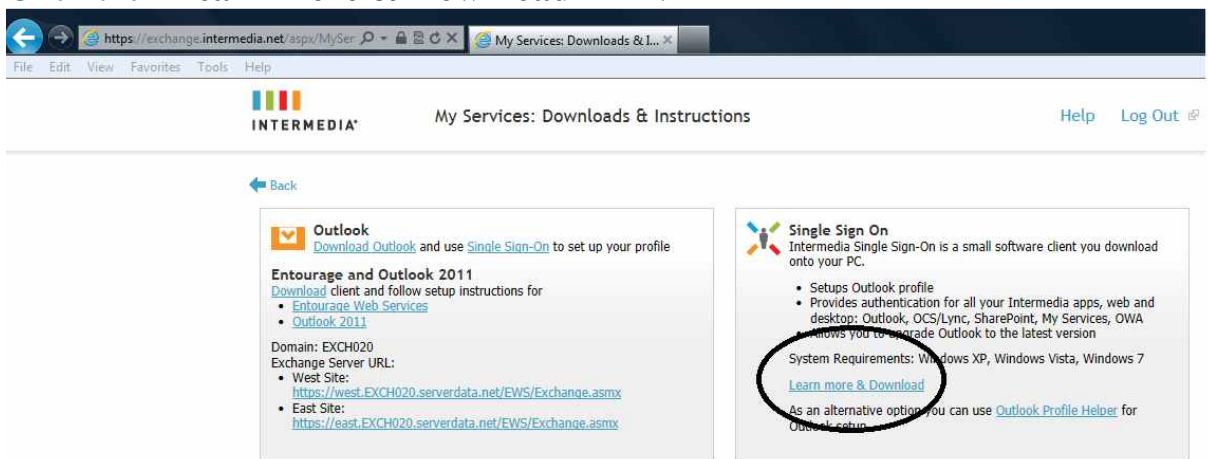 https://exchange.intermedia.net/aspx/MySer
My Services: Downloads & I...
File Edit View Favorites Tools Help
INTERMEDIA
My Services: Downloads & Instructions
Help Log Out
Back
Outlook
Download Outlook and use Single Sign-On to set up your profile
Entourage and Outlook 2011
Download client and follow setup instructions for
• Entourage Web Services
• Outlook 2011
Domain: EXCH020
Exchange Server URL:
• West Site:
https://west.EXCH020.serverdata.net/EWS/Exchange.asmx
• East Site:
https://east.EXCH020.serverdata.net/EWS/Exchange.asmx
Single Sign On
Intermedia Single Sign-On is a small software client you download
onto your PC.
• Setups Outlook profile
• Provides authentication for all your Intermedia apps, web and
desktop: Outlook, OCS/Lync, SharePoint, My Services, OWA
• Allows you to upgrade Outlook to the latest version
System Requirements: Windows XP, Windows Vista, Windows 7
Learn more & Download
As an alternative option you can use Outlook Profile Helper for
Outlook setup